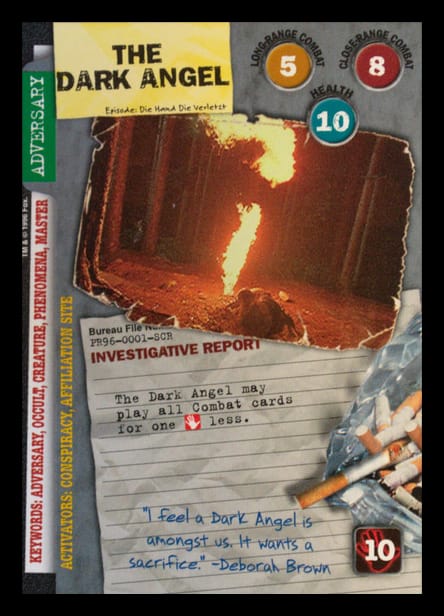 THE
DARK ANGEL
Episode: Die Hand Die Verletzt
LONG-RANGE COMBAT
5
CLOSE-RANGE COMBAT
8
HEALTH
10
ADVERSARY
TM & © 1996 Fox.
KEYWORDS: ADVERSARY, OCCULT, CREATURE, PHENOMENA, MASTER
ACTIVATORS: CONSPIRACY, AFFILIATION SITE
Bureau File
PR96-0001-SCR
INVESTIGATIVE REPORT
The Dark Angel may
play all Combat cards
for one less.
"I feel a Dark Angel is
amongst us. It wants a
sacrifice." -Deborah Brown
10